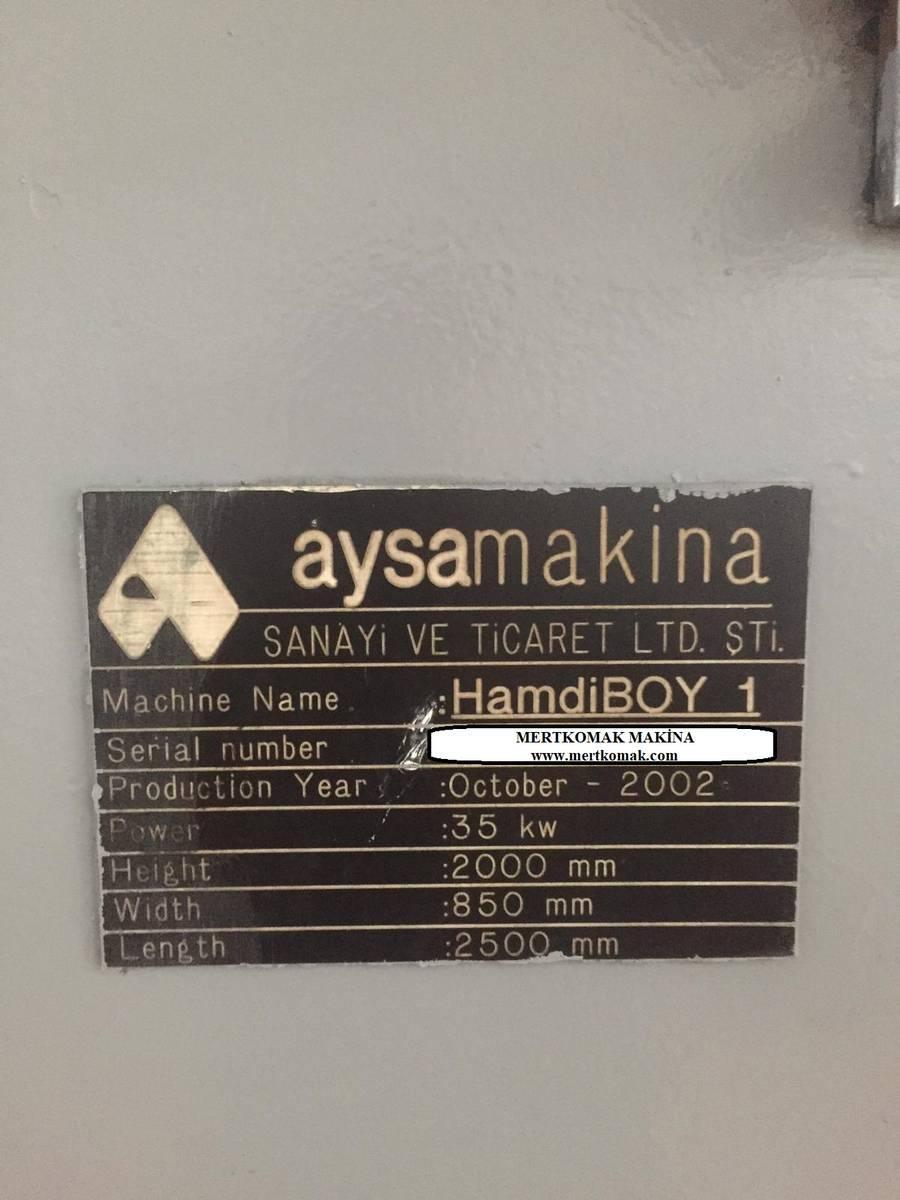 aysamakina
SANAYi VE TiCARET LTD. ŞTi.
Machine Name :HamdiBOY 1
Serial number MERTKOMAK MAKİNA
www.mertkomak.com
Production Year :October - 2002
Power :35 kw
Height :2000 mm
Width :850 mm
Length :2500 mm